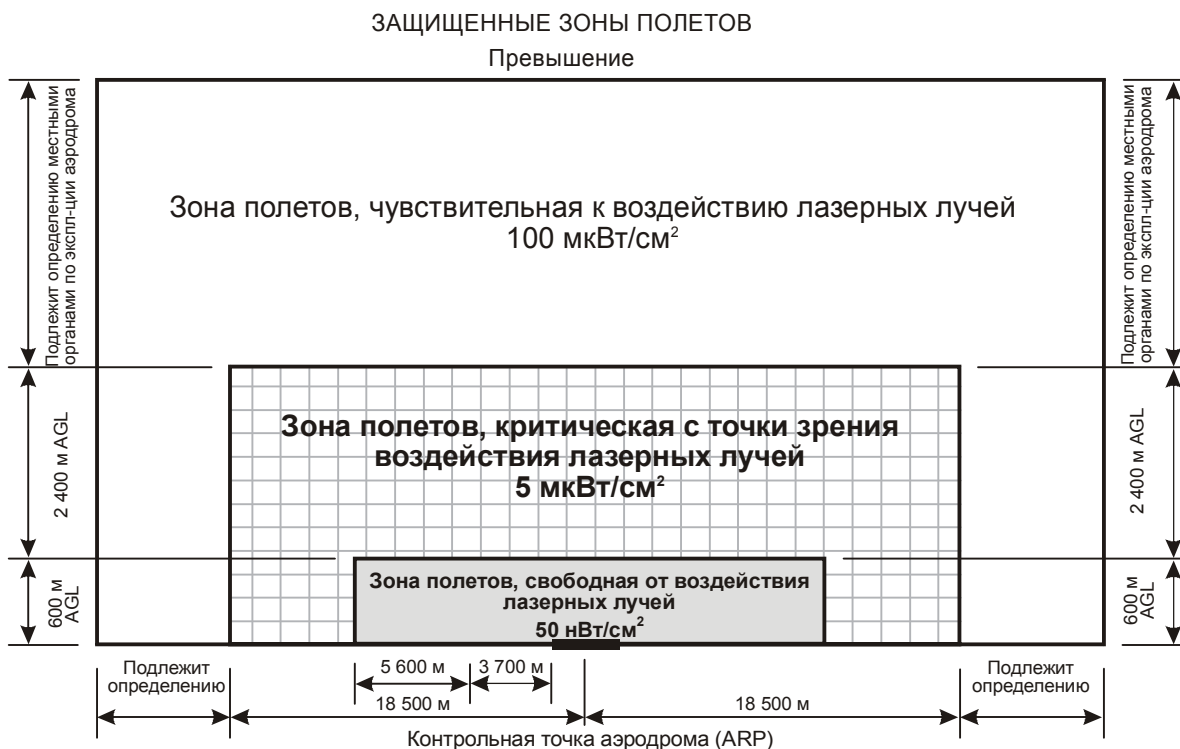 ЗАЩИЩЕННЫЕ ЗОНЫ ПОЛЕТОВ
Превышение
Подлежит определению местными
органами по экспл-ции аэродрома
Зона полетов, чувствительная к воздействию лазерных лучей
100 мкВт/см²
Подлежит определению местными
органами по экспл-ции аэродрома
2 400 м AGL
Зона полетов, критическая с точки зрения
воздействия лазерных лучей
5 мкВт/см²
2 400 м AGL
600 м
AGL
Зона полетов, свободная от воздействия
лазерных лучей
50 нВт/см²
600 м
AGL
Подлежит
определению
5 600 м
3 700 м
Подлежит
определению
18 500 м
18 500 м
Контрольная точка аэродрома (ARP)